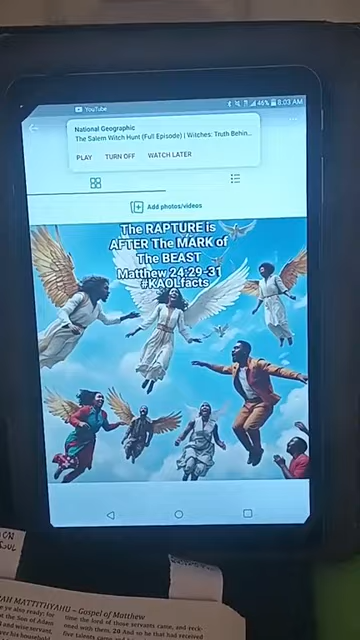 YouTube
46% 8:03 AM
National Geographic
The Salem Witch Hunt (Full Episode) | Witches: Truth Behin...
PLAY TURN OFF WATCH LATER
Add photos/videos
The RAPTURE is
AFTER The MARK of
The BEAST
Matthew 24:29-31
#KAOLfacts
MATTITHYAHU – Gospel of Matthew
ye also ready: for
the Son of Adam
and wise servant,
his household
time the lord of those servants came, and reck-
oned with them. 20 And so he that had received
five talents came and